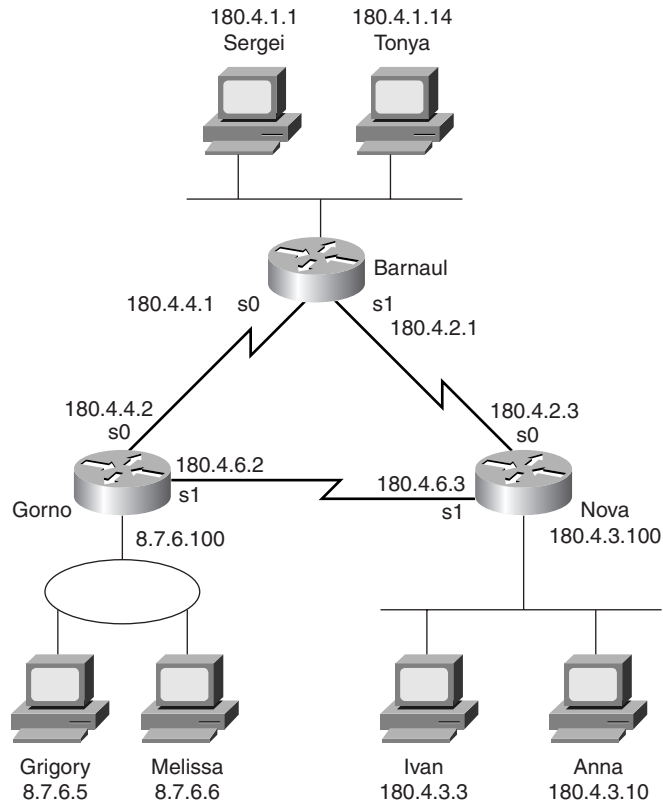 180.4.1.1
Sergei
180.4.1.14
Tonya
Barnaul
180.4.4.1
s0
s1
180.4.2.1
180.4.4.2
s0
180.4.2.3
s0
180.4.6.2
s1
180.4.6.3
s1
Gorno
Nova
180.4.3.100
8.7.6.100
Grigory
8.7.6.5
Melissa
8.7.6.6
Ivan
180.4.3.3
Anna
180.4.3.10